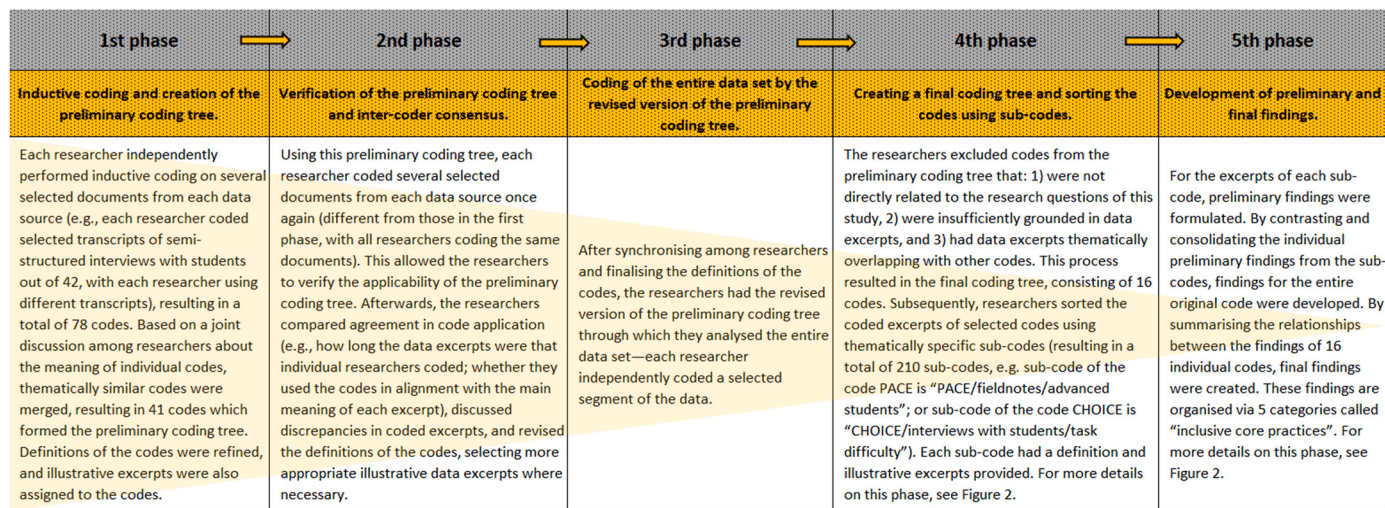 1st phase
2nd phase
3rd phase
4th phase
5th phase
Inductive coding and creation of the
preliminary coding tree.
Verification of the preliminary coding tree
and inter-coder consensus.
Coding of the entire data set by the
revised version of the preliminary
coding tree.
Creating a final coding tree and sorting the
codes using sub-codes.
Development of preliminary and
final findings.
Each researcher independently
performed inductive coding on several
selected documents from each data
source (e.g., each researcher coded
selected transcripts of semi-
structured interviews with students
out of 42, with each researcher using
different transcripts), resulting in a
total of 78 codes. Based on a joint
discussion among researchers about
the meaning of individual codes,
thematically similar codes were
merged, resulting in 41 codes which
formed the preliminary coding tree.
Definitions of the codes were refined,
and illustrative excerpts were also
assigned to the codes.
Using this preliminary coding tree, each
researcher coded several selected
documents from each data source once
again (different from those in the first
phase, with all researchers coding the same
documents). This allowed the researchers
to verify the applicability of the preliminary
coding tree. Afterwards, the researchers
compared agreement in code application
(e.g., how long the data excerpts were that
individual researchers coded; whether they
used the codes in alignment with the main
meaning of each excerpt), discussed
discrepancies in coded excerpts, and revised
the definitions of the codes, selecting more
appropriate illustrative data excerpts where
necessary.
After synchronising among researchers
and finalising the definitions of the
codes, the researchers had the revised
version of the preliminary coding tree
through which they analysed the entire
data set—each researcher
independently coded a selected
segment of the data.
The researchers excluded codes from the
preliminary coding tree that: 1) were not
directly related to the research questions of this
study, 2) were insufficiently grounded in data
excerpts, and 3) had data excerpts thematically
overlapping with other codes. This process
resulted in the final coding tree, consisting of 16
codes. Subsequently, researchers sorted the
coded excerpts of selected codes using
thematically specific sub-codes (resulting in a
total of 210 sub-codes, e.g. sub-code of the
code PACE is “PACE/fieldnotes/advanced
students”; or sub-code of the code CHOICE is
“CHOICE/interviews with students/task
difficulty”). Each sub-code had a definition and
illustrative excerpts provided. For more details
on this phase, see Figure 2.
For the excerpts of each sub-
code, preliminary findings were
formulated. By contrasting and
consolidating the individual
preliminary findings from the sub-
codes, findings for the entire
original code were developed. By
summarising the relationships
between the findings of 16
individual codes, final findings
were created. These findings are
organised via 5 categories called
“inclusive core practices”. For
more details on this phase, see
Figure 2.